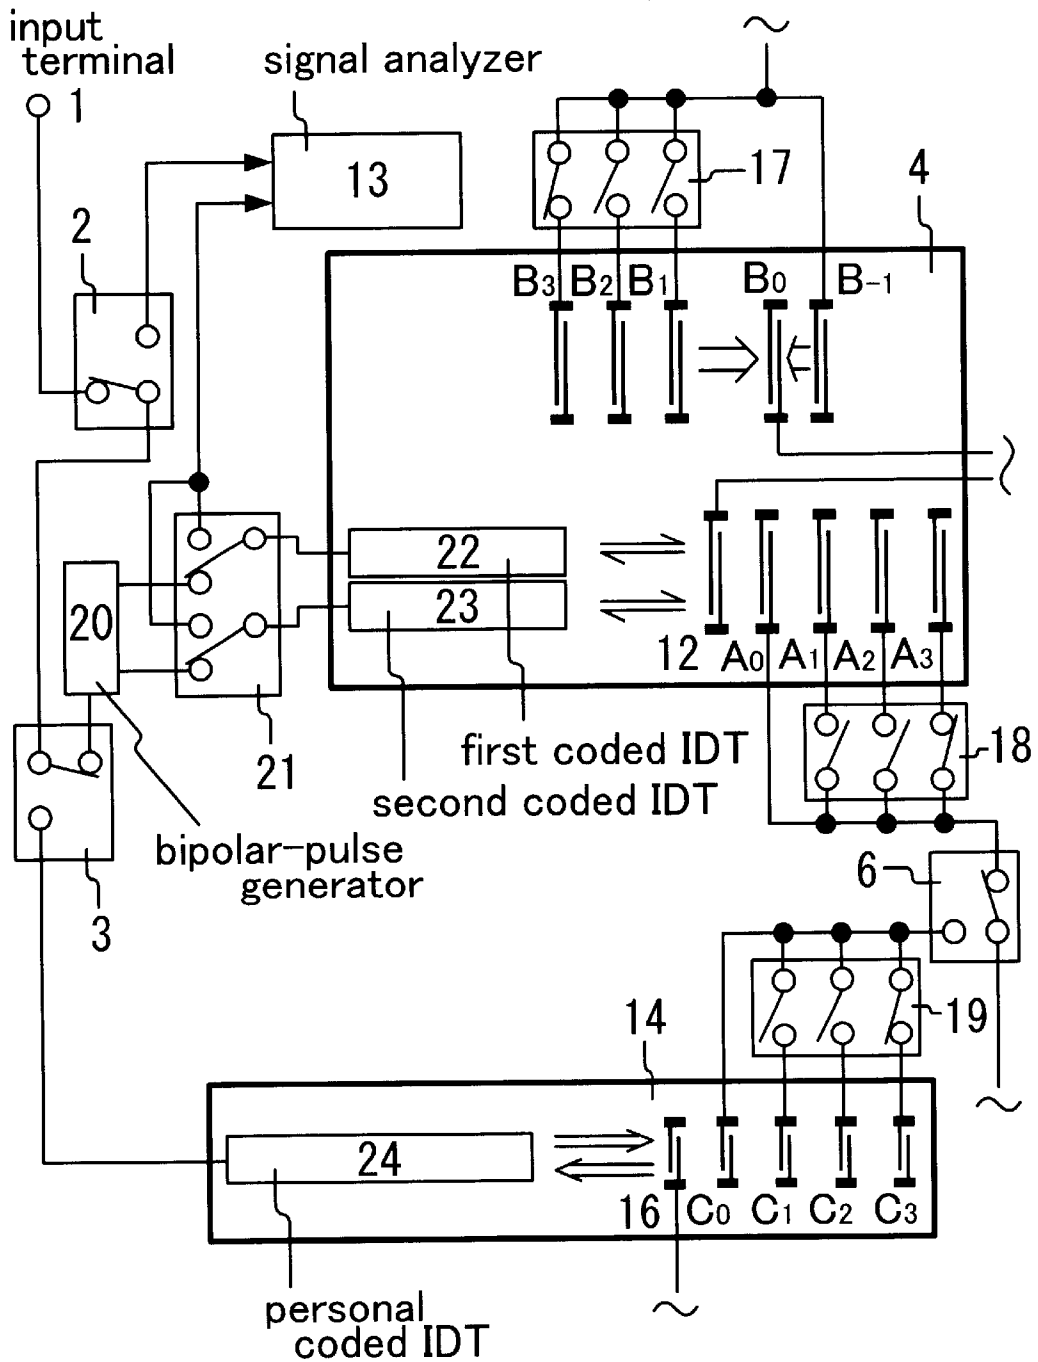 input
terminal
1
signal analyzer
13
17
4
2
B3 B2 B1 B0 B-1
22
23
20
12 A0 A1 A2 A3
21
18
first coded IDT
second coded IDT
bipolar-pulse
generator
3
6
19
14
24
16 C0 C1 C2 C3
personal
coded IDT